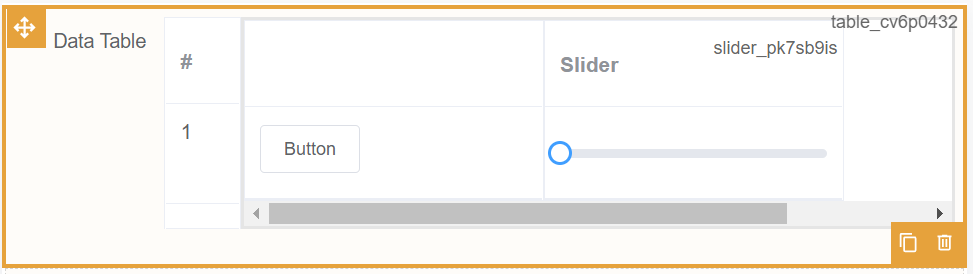 table_cv6p0432
Data Table
#
Slider
slider_pk7sb9is
1
Button